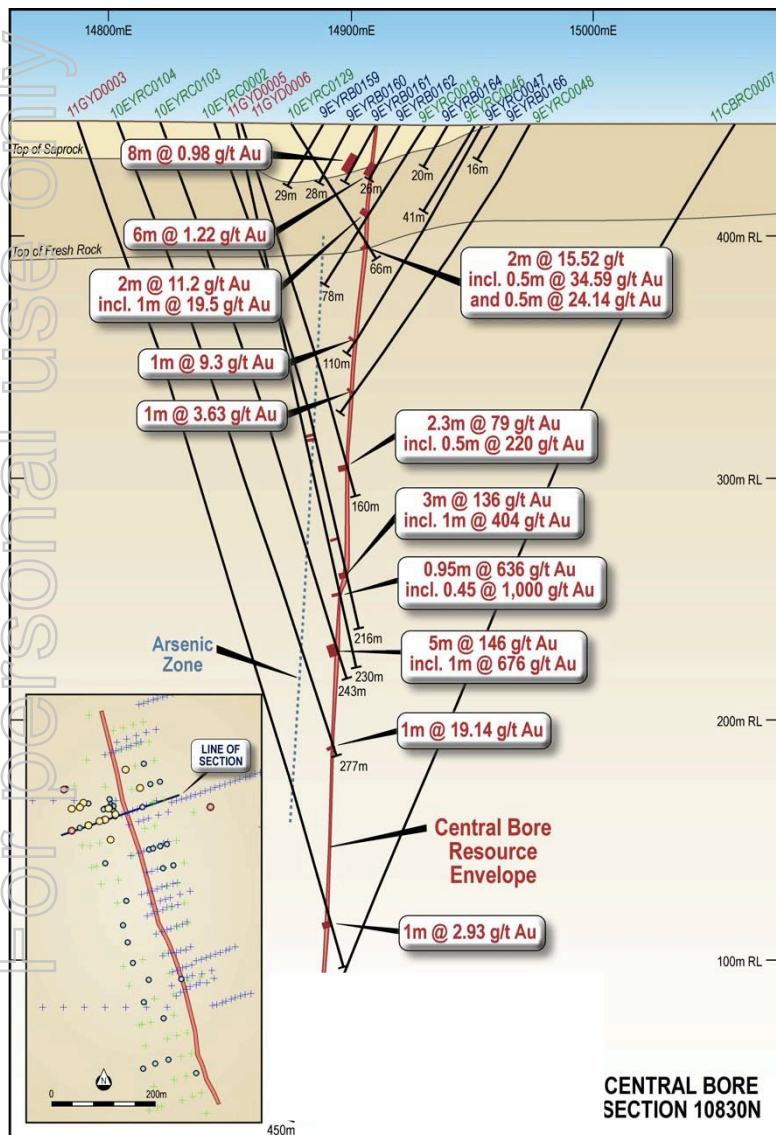 For personal use only
14800mE
14900mE
15000mE
11GYD0003
10EYRC0104
10EYRC0103
10EYRC0002
11GYD0005
11GYD0006
10EYRC0129
9EYRB0159
9EYRB0160
9EYRB0161
9EYRB0162
9EYRC0018
9EYRB0164
9EYRC0046
9EYRC0047
9EYRB0166
9EYRC0048
11CBRC0007
Top of Saprock
8m @ 0.98 g/t Au
29m
28m
26m
20m
16m
41m
6m @ 1.22 g/t Au
400m RL
Top of Fresh Rock
66m
78m
2m @ 15.52 g/t
incl. 0.5m @ 34.59 g/t Au
and 0.5m @ 24.14 g/t Au
2m @ 11.2 g/t Au
incl. 1m @ 19.5 g/t Au
110m
1m @ 9.3 g/t Au
1m @ 3.63 g/t Au
2.3m @ 79 g/t Au
incl. 0.5m @ 220 g/t Au
300m RL
160m
3m @ 136 g/t Au
incl. 1m @ 404 g/t Au
0.95m @ 636 g/t Au
incl. 0.45 @ 1,000 g/t Au
216m
230m
243m
5m @ 146 g/t Au
incl. 1m @ 676 g/t Au
Arsenic
Zone
200m RL
1m @ 19.14 g/t Au
277m
LINE OF
SECTION
Central Bore
Resource
Envelope
1m @ 2.93 g/t Au
100m RL
N
0
200m
450m
CENTRAL BORE
SECTION 10830N